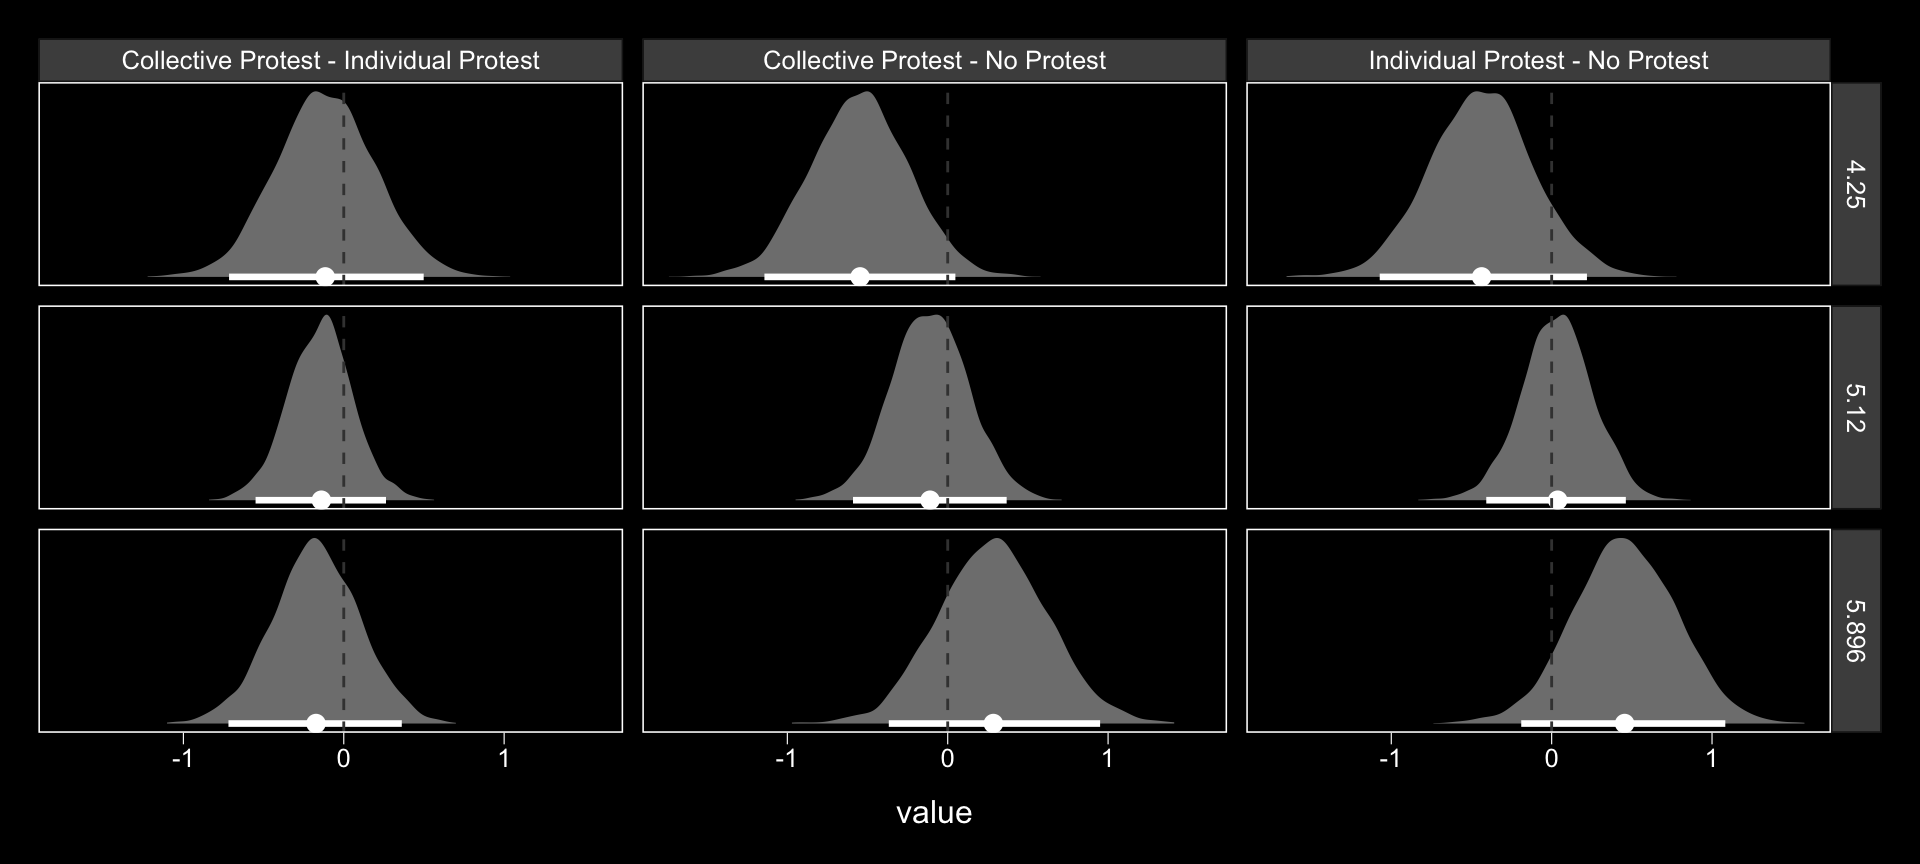 Collective Protest - Individual Protest
Collective Protest - No Protest
Individual Protest - No Protest
4.25
5.12
5.896
-1 0 1
-1 0 1
-1 0 1
value